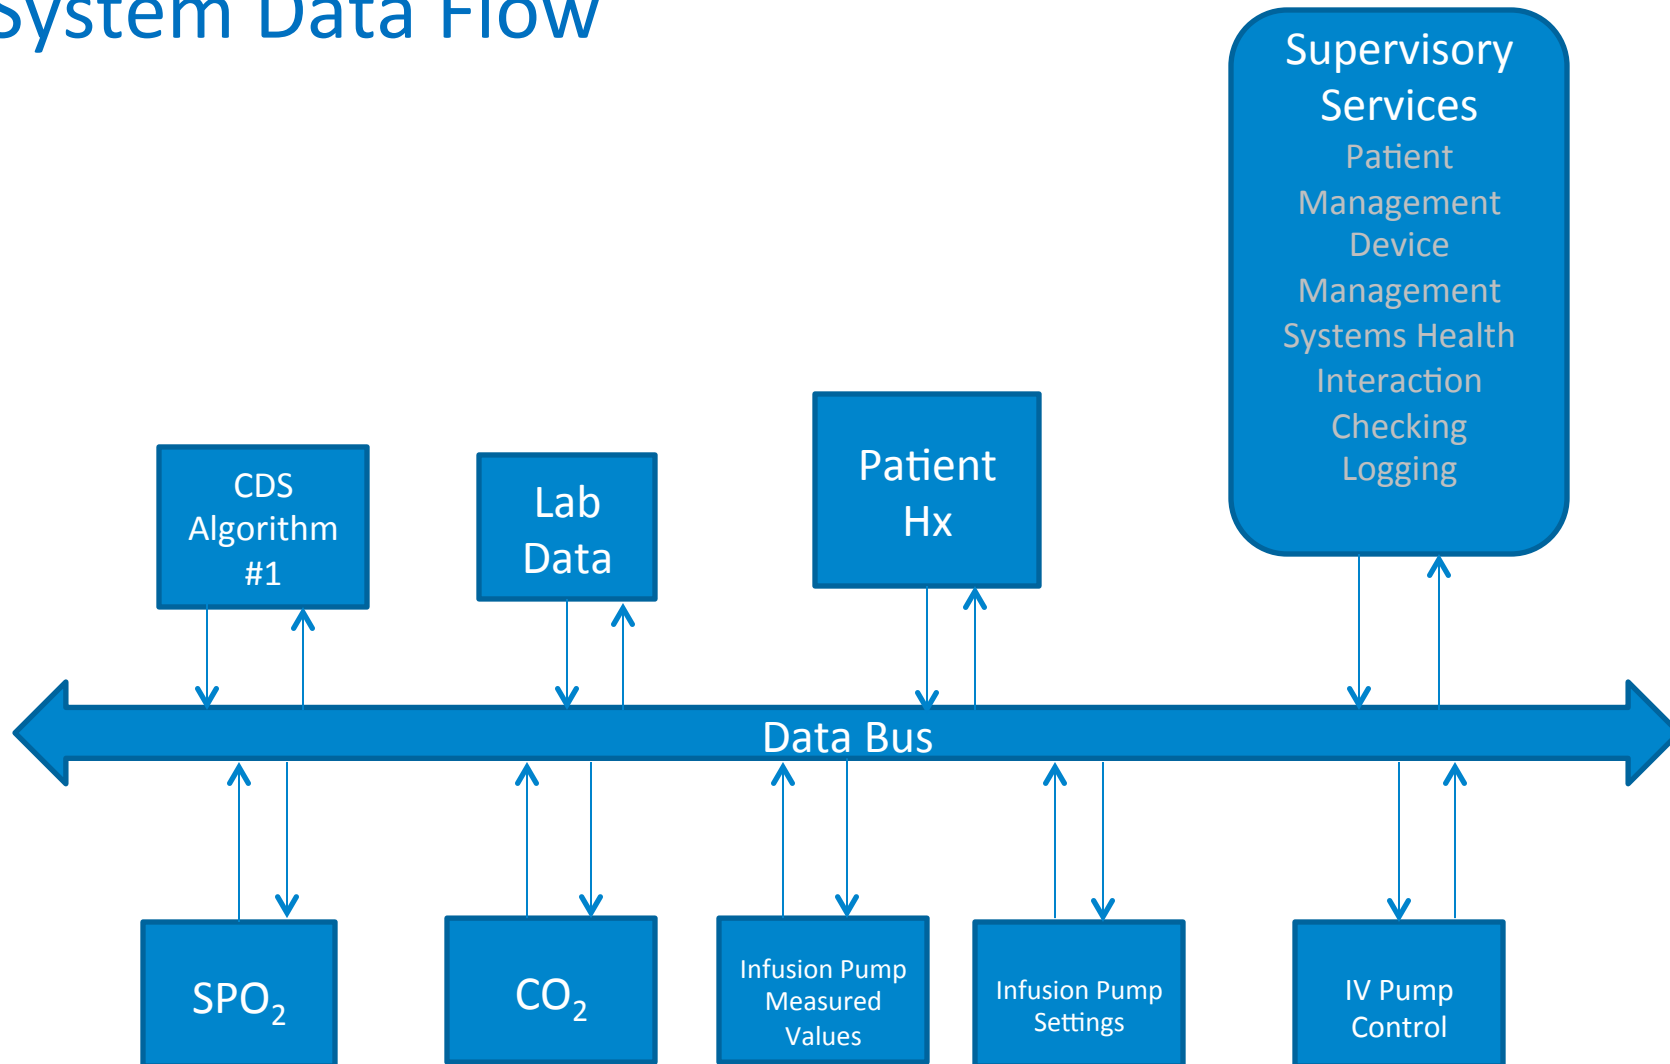 System Data Flow
Supervisory
Services
Patient
Management
Device
Management
Systems Health
Interaction
Checking
Logging
CDS
Algorithm
#1
Lab
Data
Patient
Hx
Data Bus
SPO₂
CO₂
Infusion Pump
Measured
Values
Infusion Pump
Settings
IV Pump
Control